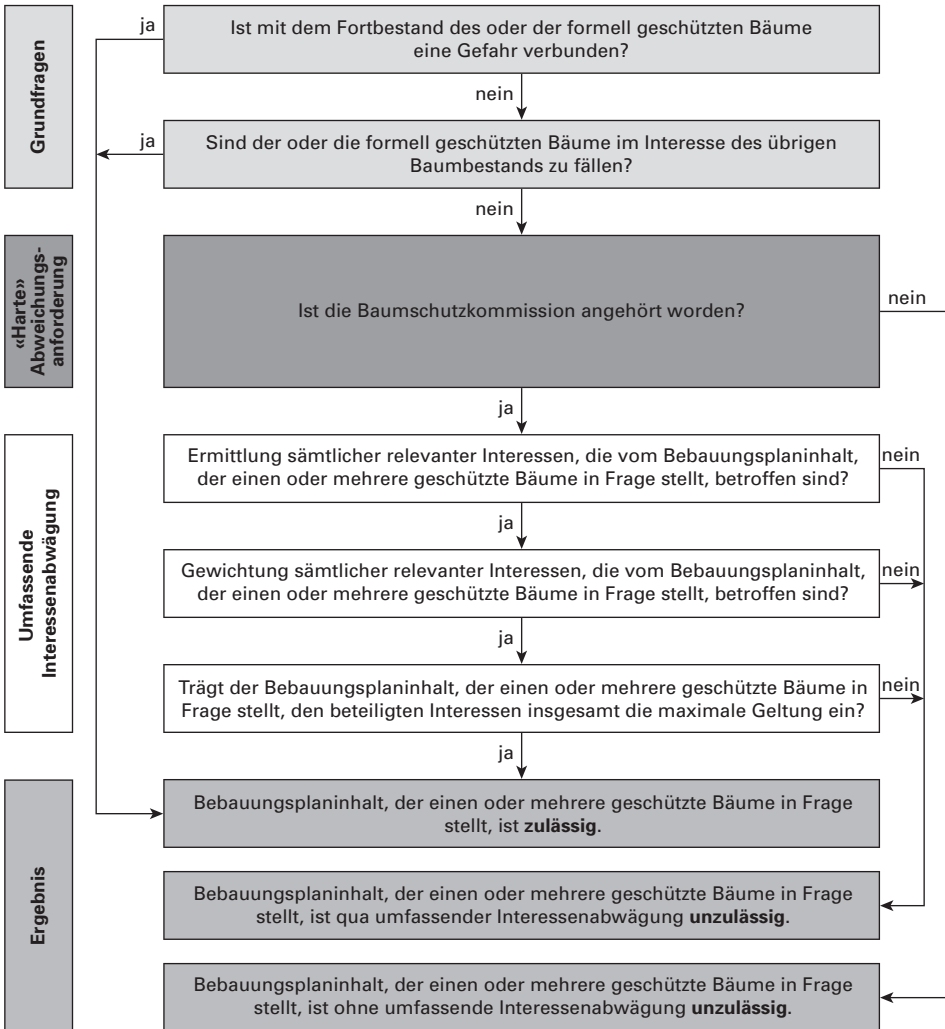 Grundfragen
ja
Ist mit dem Fortbestand des oder der formell geschützten Bäume
eine Gefahr verbunden?
nein
ja
Sind der oder die formell geschützten Bäume im Interesse des übrigen
Baumbestands zu fällen?
nein
«Harte»
Abweichungs-
anforderung
Ist die Baumschutzkommission angehört worden?
nein
ja
Umfassende
Interessenabwägung
Ermittlung sämtlicher relevanter Interessen, die vom Bebauungsplaninhalt,
der einen oder mehrere geschützte Bäume in Frage stellt, betroffen sind?
nein
ja
Gewichtung sämtlicher relevanter Interessen, die vom Bebauungsplaninhalt,
der einen oder mehrere geschützte Bäume in Frage stellt, betroffen sind?
nein
ja
Trägt der Bebauungsplaninhalt, der einen oder mehrere geschützte Bäume in
Frage stellt, den beteiligten Interessen insgesamt die maximale Geltung ein?
nein
ja
Ergebnis
Bebauungsplaninhalt, der einen oder mehrere geschützte Bäume in Frage
stellt, ist zulässig.
Bebauungsplaninhalt, der einen oder mehrere geschützte Bäume in Frage
stellt, ist qua umfassender Interessenabwägung unzulässig.
Bebauungsplaninhalt, der einen oder mehrere geschützte Bäume in Frage
stellt, ist ohne umfassende Interessenabwägung unzulässig.